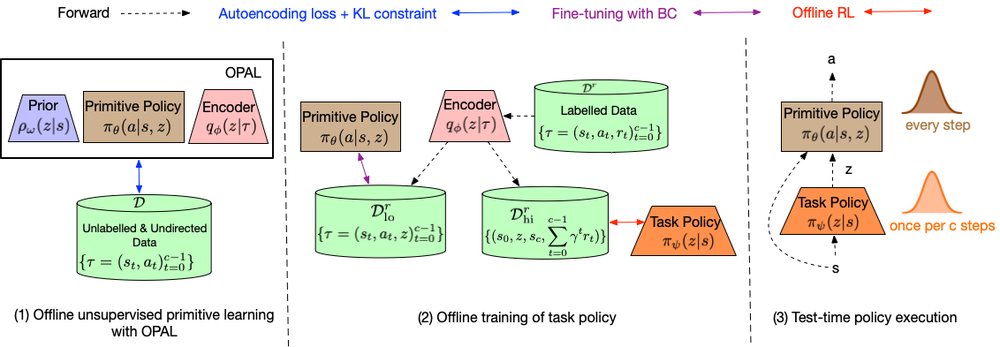 Forward
Autoencoding loss + KL constraint
Fine-tuning with BC
Offline RL
OPAL
Prior
ρ_ω(z|s)
Primitive Policy
π_θ(a|s, z)
Encoder
q_ϕ(z|τ)
𝒟
Unlabelled & Undirected
Data
{τ = (s_t, a_t)_{t=0}^{c−1}}
(1) Offline unsupervised primitive learning
with OPAL
Primitive Policy
π_θ(a|s, z)
Encoder
q_ϕ(z|τ)
𝒟^r
Labelled Data
{τ = (s_t, a_t, r_t)_{t=0}^{c−1}}
𝒟_lo^r
{τ = (s_t, a_t, z)_{t=0}^{c−1}}
𝒟_hi^r
{(s_0, z, s_c, ∑_{t=0}^{c−1} γ^t r_t)}
Task Policy
π_ψ(z|s)
(2) Offline training of task policy
a
Primitive Policy
π_θ(a|s, z)
every step
z
Task Policy
π_ψ(z|s)
once per c steps
s
(3) Test-time policy execution